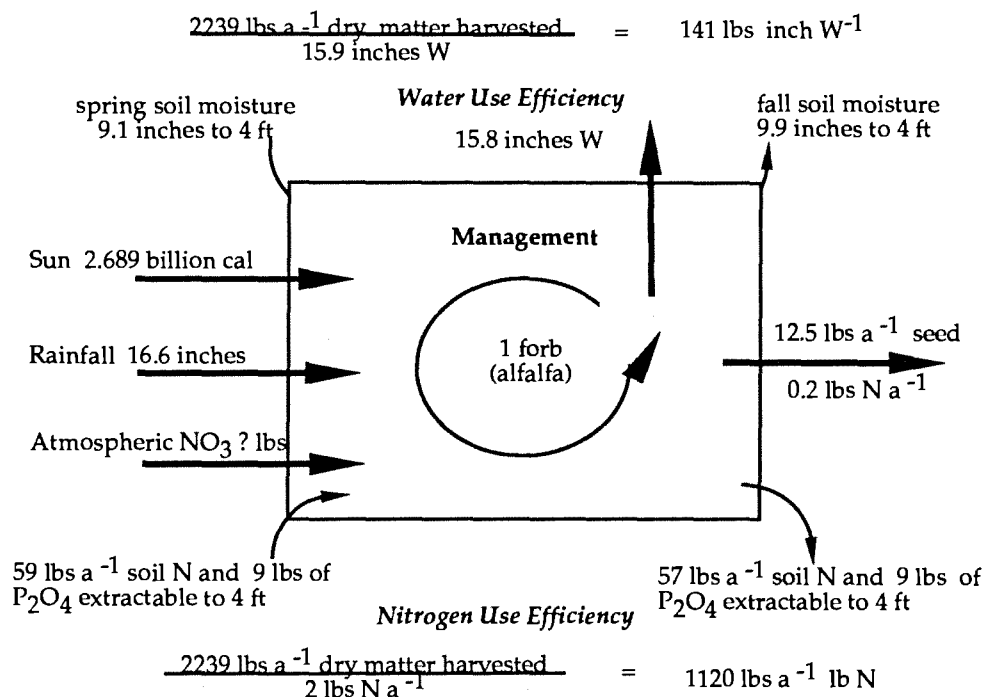 2239 lbs a -1 dry matter harvested
15.9 inches W
= 141 lbs inch W-1
Water Use Efficiency
spring soil moisture
9.1 inches to 4 ft
15.8 inches W
fall soil moisture
9.9 inches to 4 ft
Management
Sun 2.689 billion cal
Rainfall 16.6 inches
1 forb
(alfalfa)
12.5 lbs a -1 seed
0.2 lbs N a -1
Atmospheric NO3 ? lbs
59 lbs a -1 soil N and 9 lbs of
P2O4 extractable to 4 ft
57 lbs a -1 soil N and 9 lbs of
P2O4 extractable to 4 ft
Nitrogen Use Efficiency
2239 lbs a -1 dry matter harvested
2 lbs N a -1
= 1120 lbs a -1 lb N